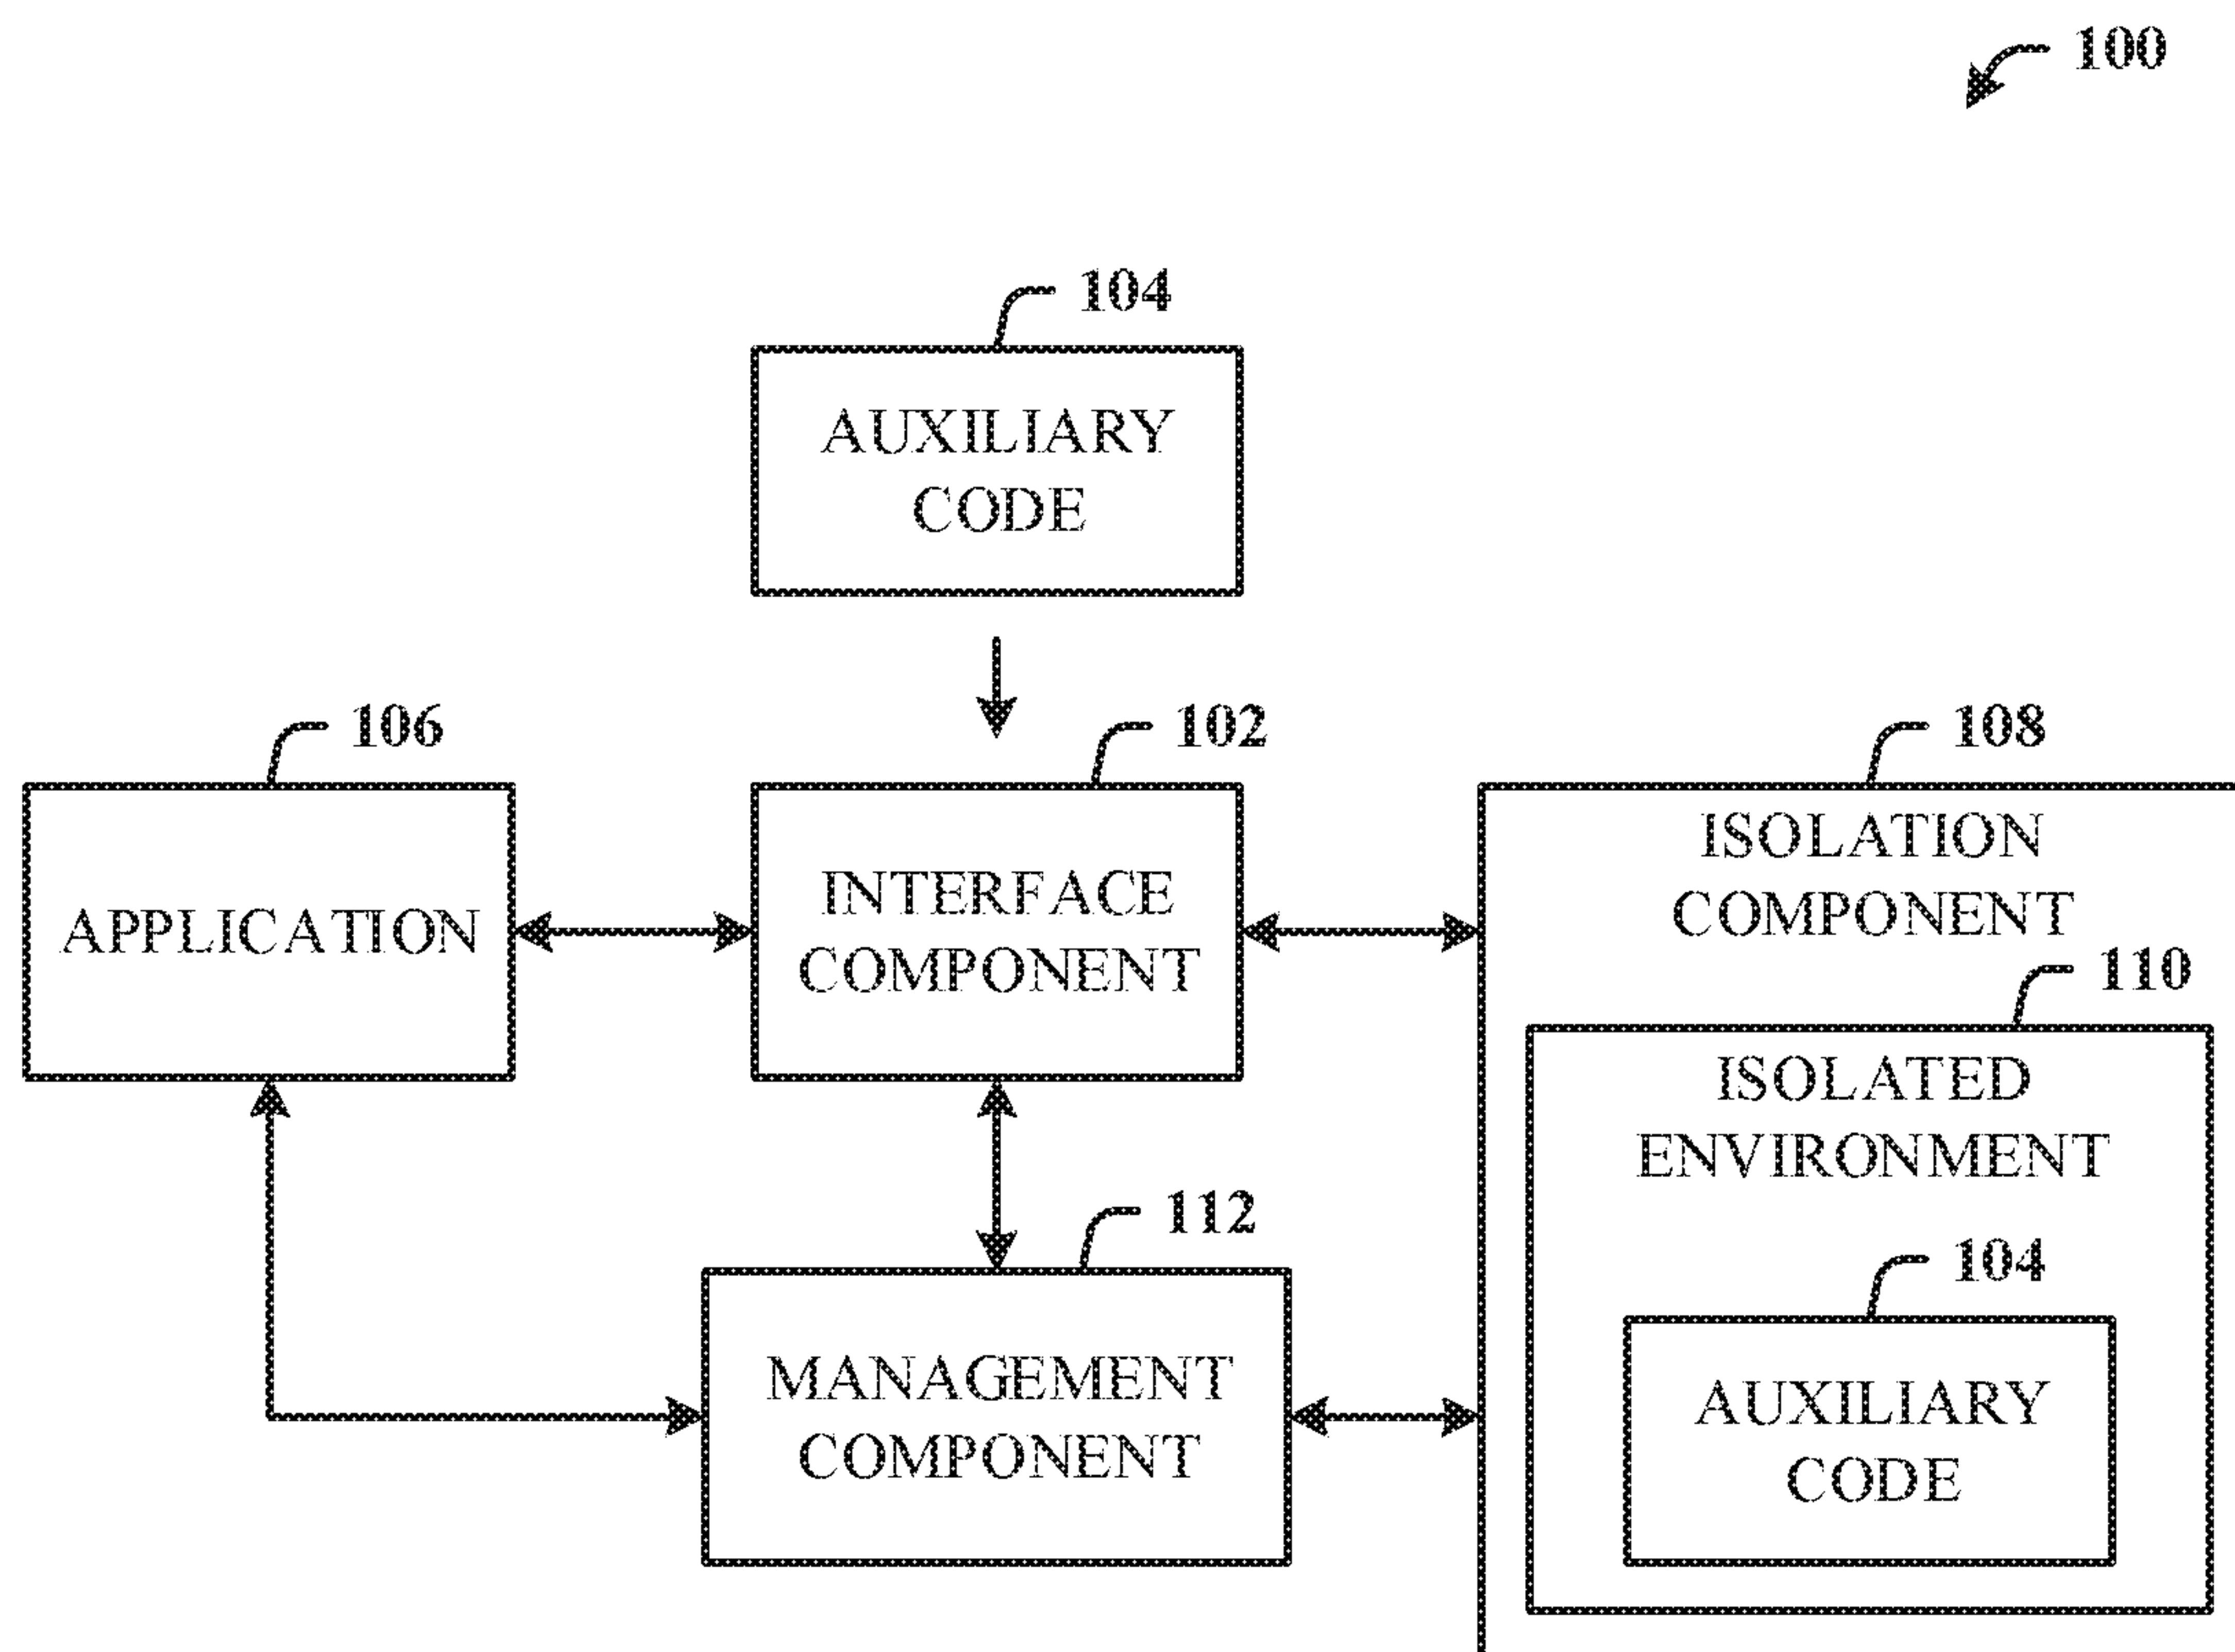 100
104
AUXILIARY
CODE
106
102
108
APPLICATION
INTERFACE
COMPONENT
ISOLATION
COMPONENT
110
ISOLATED
ENVIRONMENT
112
MANAGEMENT
COMPONENT
104
AUXILIARY
CODE